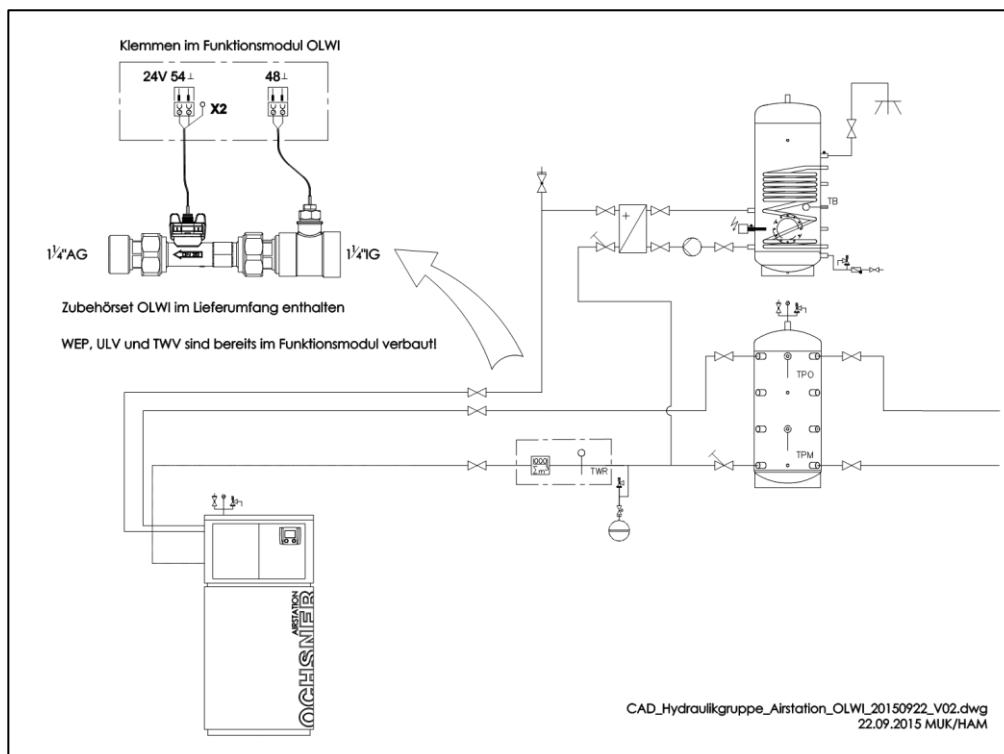 Klemmen im Funktionsmodul OLWI
24V 54⊥
48⊥
X2
1¼"AG
1¼"IG
Zubehörset OLWI im Lieferumfang enthalten
WEP, ULV und TWV sind bereits im Funktionsmodul verbaut!
TB
TPO
TPM
1000
Σm³
TWR
AIRSTATION
OCHSNER
CAD_Hydraulikgruppe_Airstation_OLWI_20150922_V02.dwg
22.09.2015 MUK/HAM